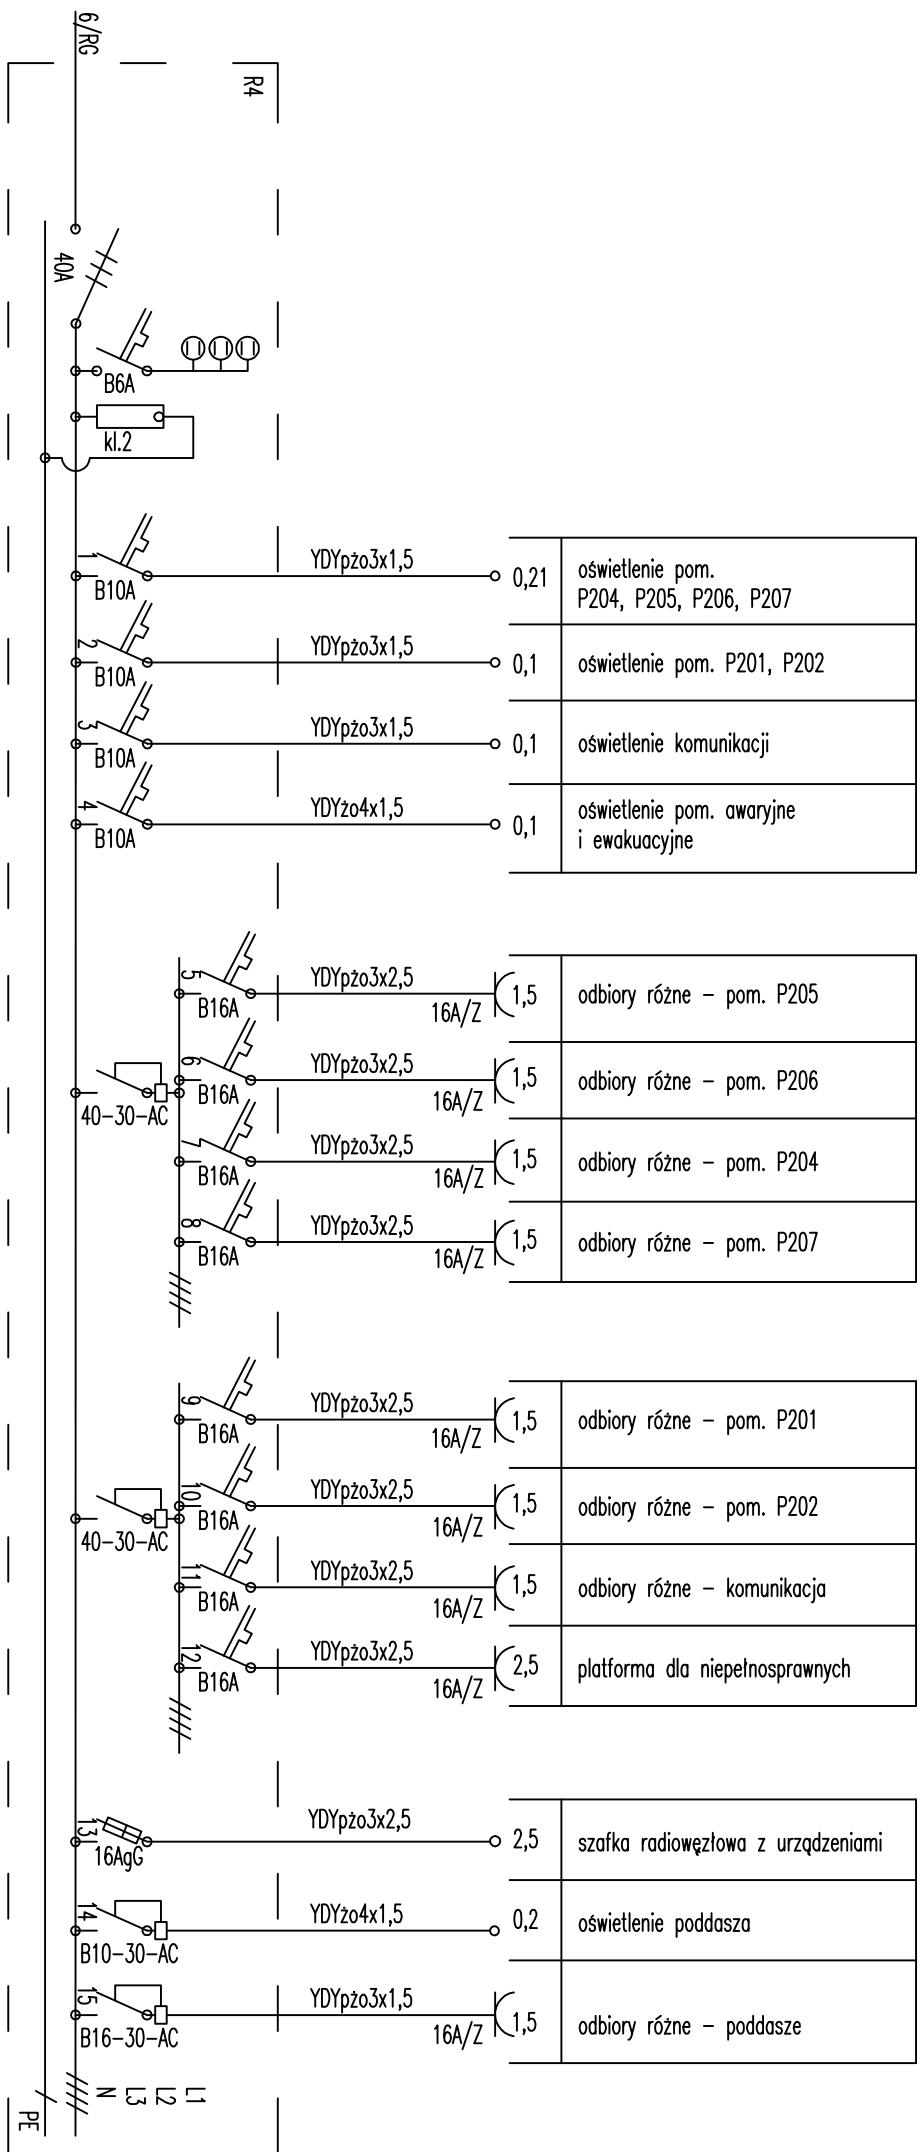 6/RG
R4
40A
B6A
kl.2
1
B10A
YDYpżo3x1,5
0,21
oświetlenie pom.
P204, P205, P206, P207
2
B10A
YDYpżo3x1,5
0,1
oświetlenie pom. P201, P202
3
B10A
YDYpżo3x1,5
0,1
oświetlenie komunikacji
4
B10A
YDYżo4x1,5
0,1
oświetlenie pom. awaryjne
i ewakuacyjne
5
B16A
YDYpżo3x2,5
16A/Z
1,5
odbiory różne – pom. P205
40-30-AC
6
B16A
YDYpżo3x2,5
16A/Z
1,5
odbiory różne – pom. P206
7
B16A
YDYpżo3x2,5
16A/Z
1,5
odbiory różne – pom. P204
8
B16A
YDYpżo3x2,5
16A/Z
1,5
odbiory różne – pom. P207
9
B16A
YDYpżo3x2,5
16A/Z
1,5
odbiory różne – pom. P201
40-30-AC
10
B16A
YDYpżo3x2,5
16A/Z
1,5
odbiory różne – pom. P202
11
B16A
YDYpżo3x2,5
16A/Z
1,5
odbiory różne – komunikacja
12
B16A
YDYpżo3x2,5
16A/Z
2,5
platforma dla niepełnosprawnych
13
16AgG
YDYpżo3x2,5
2,5
szafka radiowęzłowa z urządzeniami
14
B10-30-AC
YDYżo4x1,5
0,2
oświetlenie poddasza
15
B16-30-AC
YDYpżo3x1,5
16A/Z
1,5
odbiory różne – poddasze
L1
L2
L3
N
PE